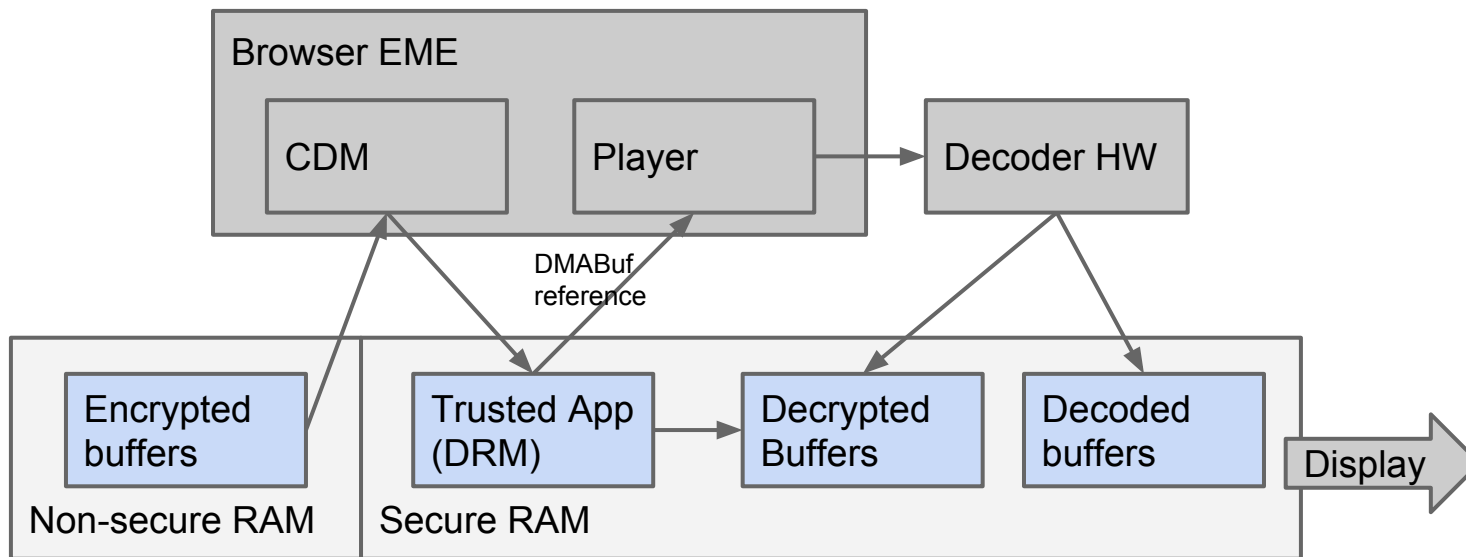 Browser EME
CDM
Player
Decoder HW
DMABuf
reference
Encrypted
buffers
Trusted App
(DRM)
Decrypted
Buffers
Decoded
buffers
Display
Non-secure RAM
Secure RAM